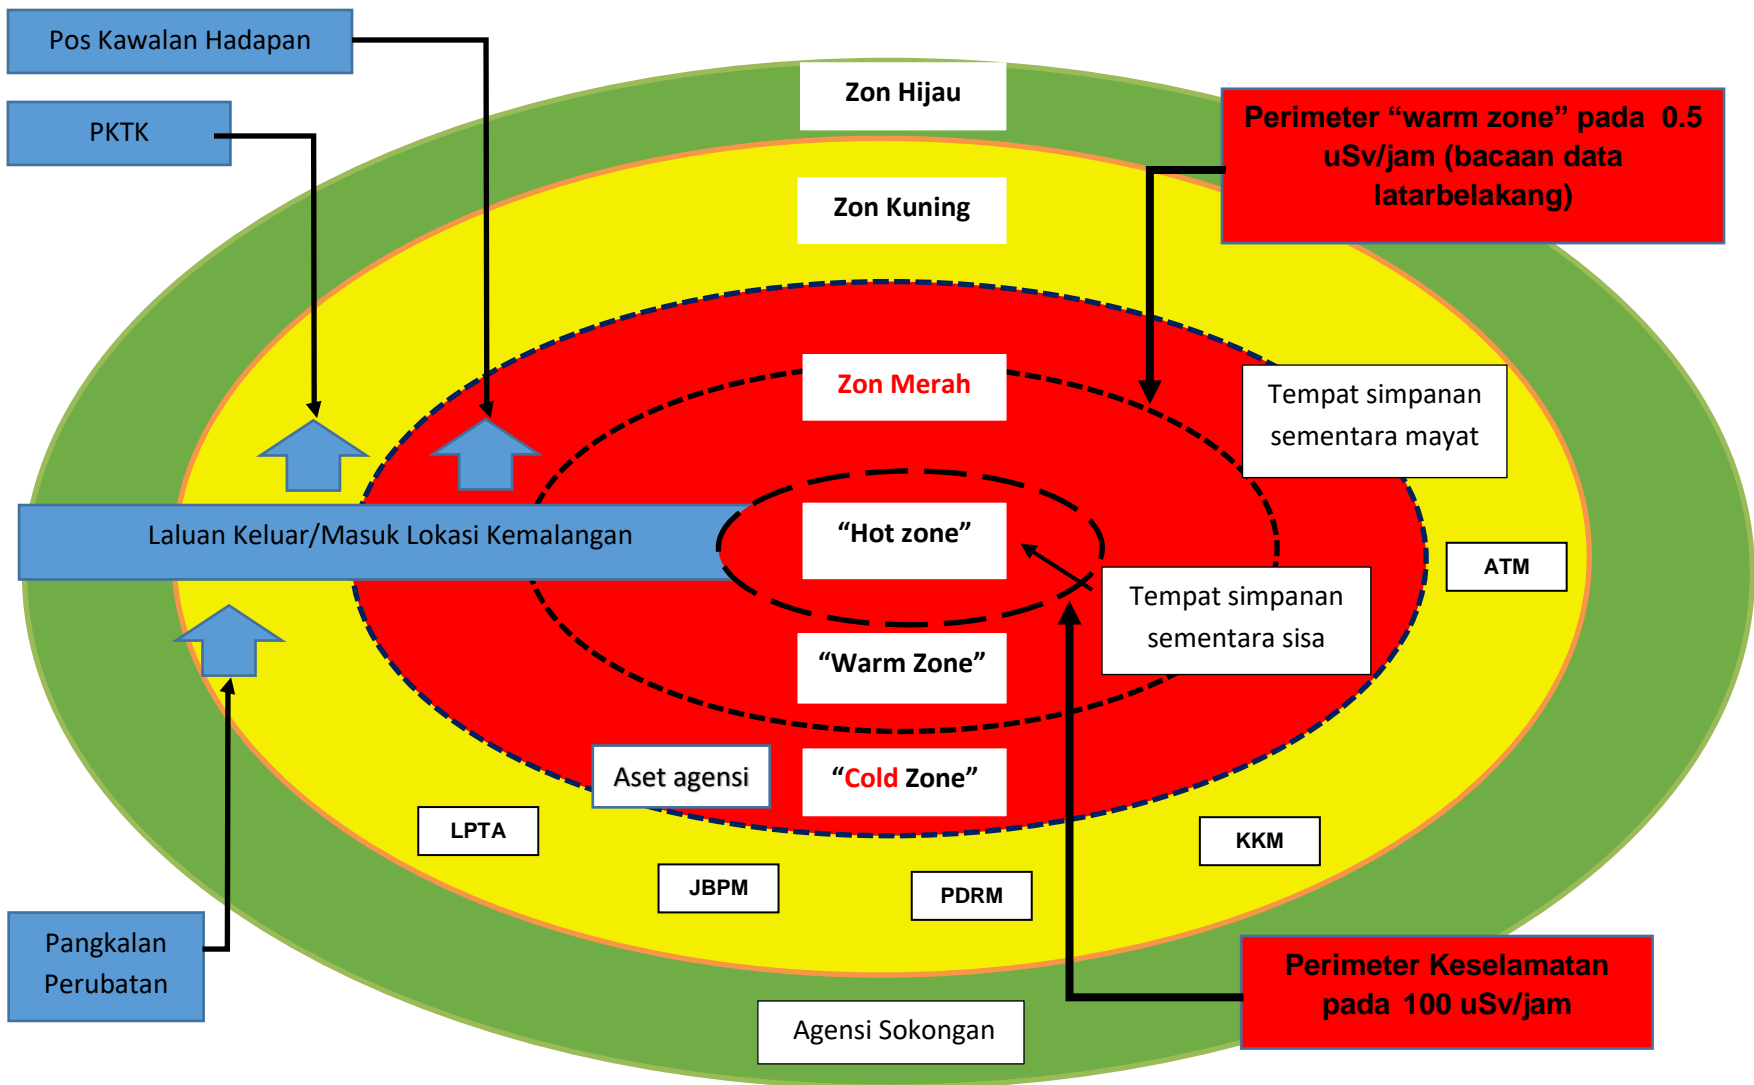 Pos Kawalan Hadapan
PKTK
Zon Hijau
Perimeter “warm zone” pada 0.5
uSv/jam (bacaan data
latarbelakang)
Zon Kuning
Zon Merah
Tempat simpanan
sementara mayat
Laluan Keluar/Masuk Lokasi Kemalangan
“Hot zone”
ATM
Tempat simpanan
sementara sisa
“Warm Zone”
Aset agensi
“Cold Zone”
LPTA
KKM
JBPM
PDRM
Pangkalan
Perubatan
Perimeter Keselamatan
pada 100 uSv/jam
Agensi Sokongan